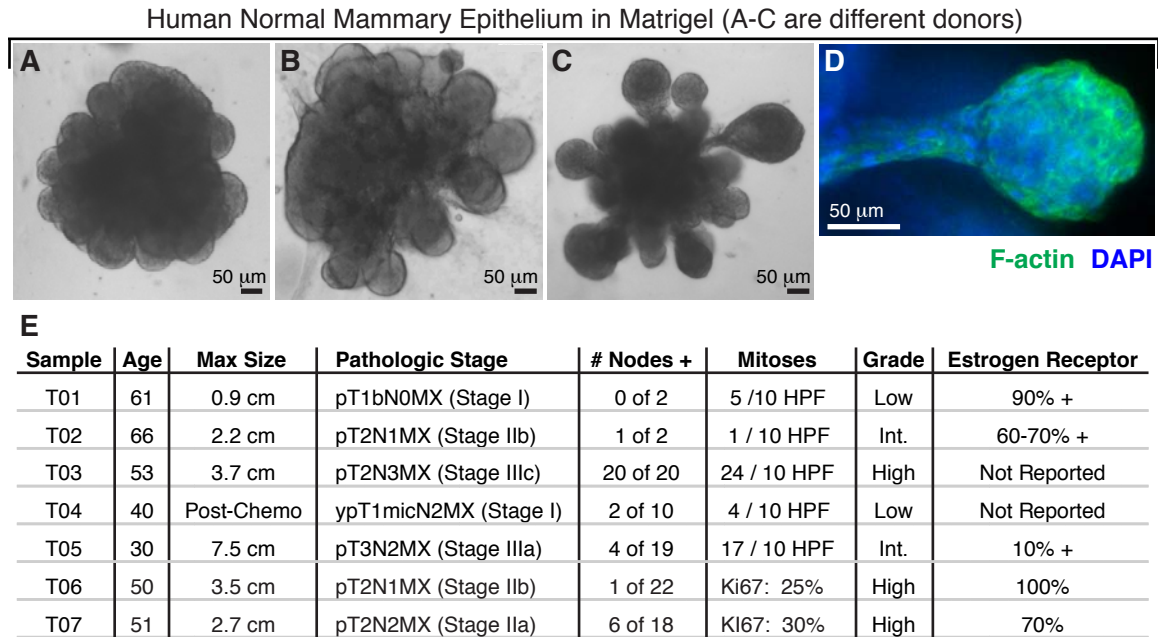 Human Normal Mammary Epithelium in Matrigel (A-C are different donors)
A B C D
50 μm 50 μm 50 μm 50 μm
F-actin DAPI
E
Sample Age Max Size Pathologic Stage # Nodes + Mitoses Grade Estrogen Receptor
T01 61 0.9 cm pT1bN0MX (Stage I) 0 of 2 5 /10 HPF Low 90% +
T02 66 2.2 cm pT2N1MX (Stage IIb) 1 of 2 1 / 10 HPF Int. 60-70% +
T03 53 3.7 cm pT2N3MX (Stage IIIc) 20 of 20 24 / 10 HPF High Not Reported
T04 40 Post-Chemo ypT1micN2MX (Stage I) 2 of 10 4 / 10 HPF Low Not Reported
T05 30 7.5 cm pT3N2MX (Stage IIIa) 4 of 19 17 / 10 HPF Int. 10% +
T06 50 3.5 cm pT2N1MX (Stage IIb) 1 of 22 Ki67: 25% High 100%
T07 51 2.7 cm pT2N2MX (Stage IIa) 6 of 18 KI67: 30% High 70%